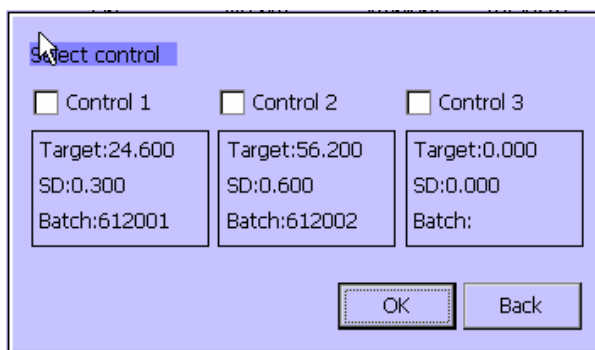 Select control
Control 1 Control 2 Control 3
Target:24.600 Target:56.200 Target:0.000
SD:0.300 SD:0.600 SD:0.000
Batch:612001 Batch:612002 Batch:
OK Back